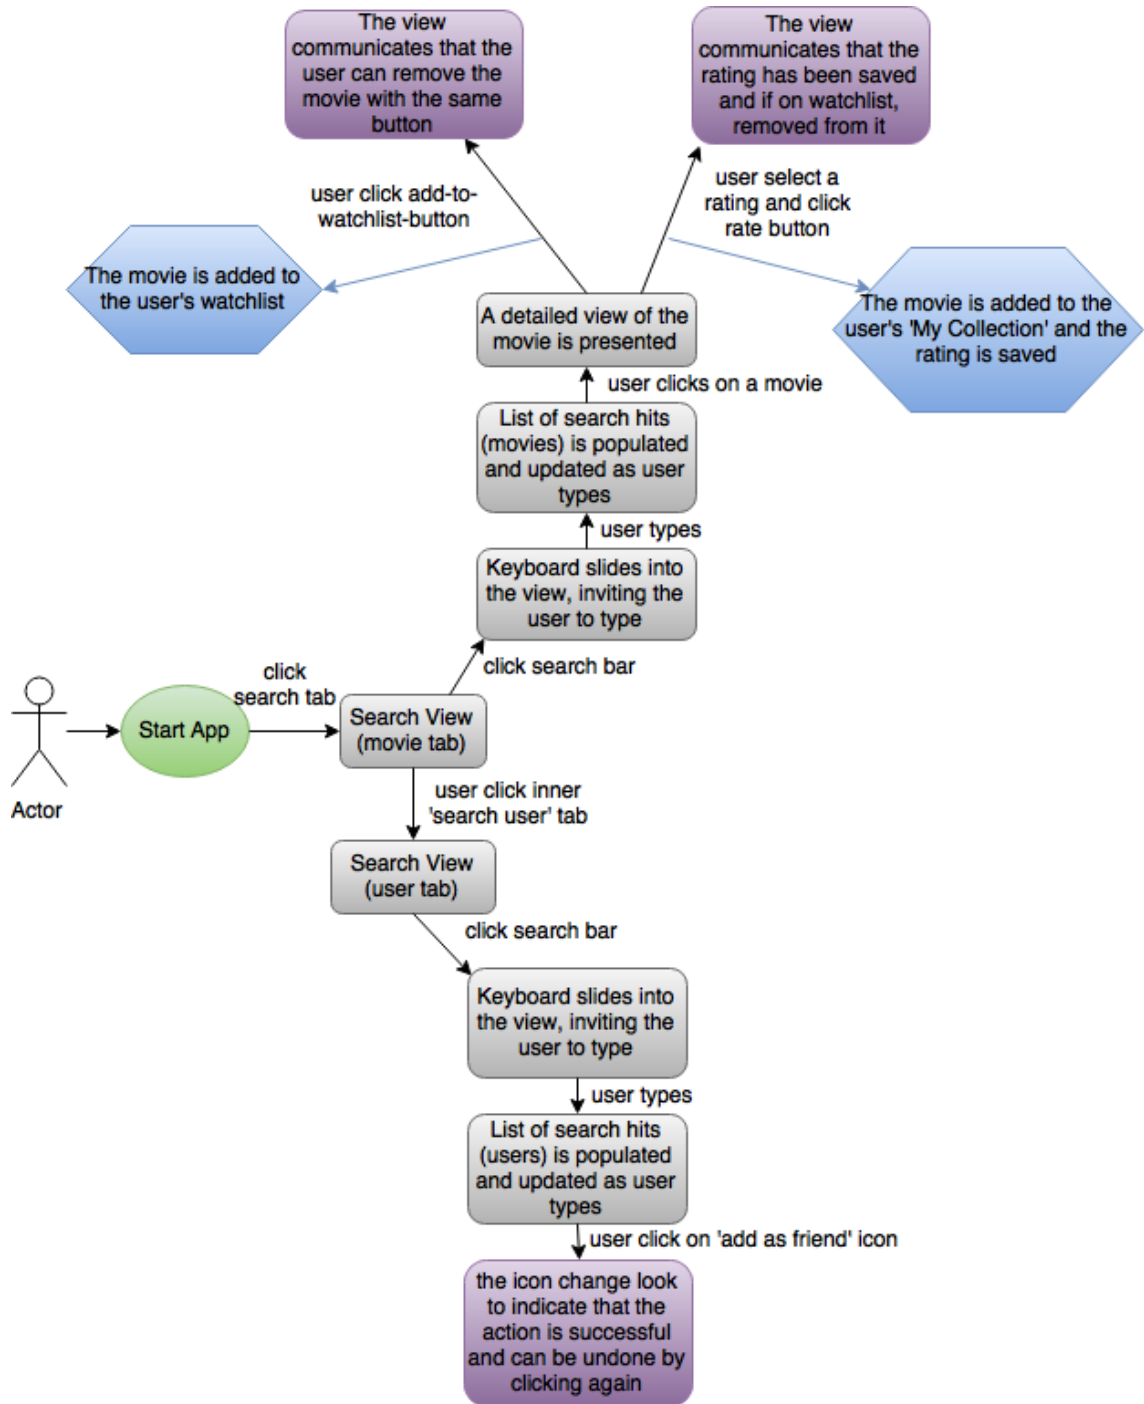 The view
communicates that the
user can remove the
movie with the same
button
The view
communicates that the
rating has been saved
and if on watchlist,
removed from it
user click add-to-
watchlist-button
user select a
rating and click
rate button
The movie is added to
the user's watchlist
The movie is added to the
user's 'My Collection' and the
rating is saved
A detailed view of the
movie is presented
user clicks on a movie
List of search hits
(movies) is populated
and updated as user
types
user types
Keyboard slides into
the view, inviting the
user to type
click search bar
click
search tab
Start App
Search View
(movie tab)
Actor
user click inner
'search user' tab
Search View
(user tab)
click search bar
Keyboard slides into
the view, inviting the
user to type
user types
List of search hits
(users) is populated
and updated as user
types
user click on 'add as friend' icon
the icon change look
to indicate that the
action is successful
and can be undone by
clicking again